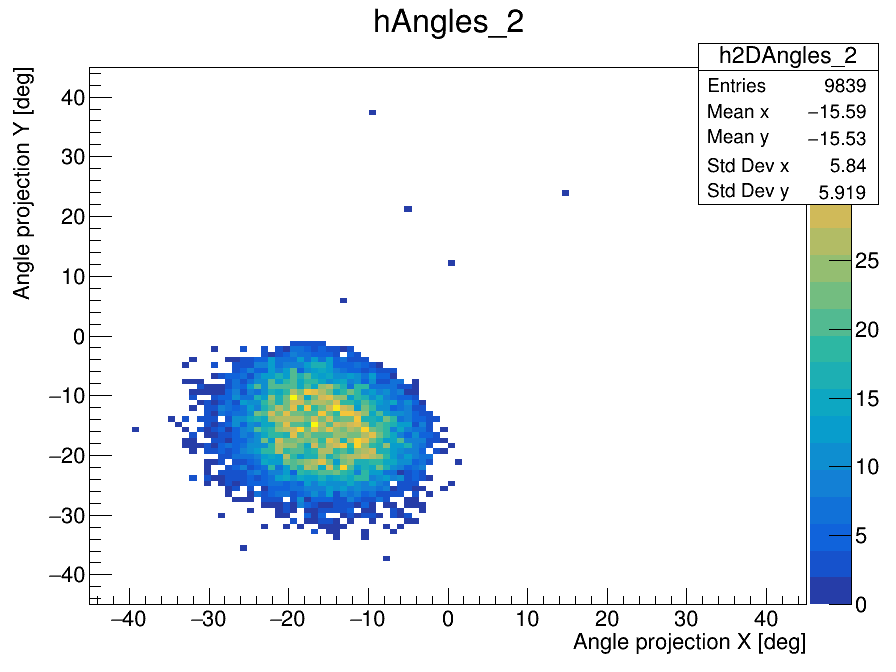 hAngles_2
h2DAngles_2
Entries 9839
Mean x −15.59
Mean y −15.53
Std Dev x 5.84
Std Dev y 5.919
Angle projection Y [deg]
40
30
20
10
0
−10
−20
−30
−40
25
20
15
10
5
0
−40 −30 −20 −10 0 10 20 30 40
Angle projection X [deg]